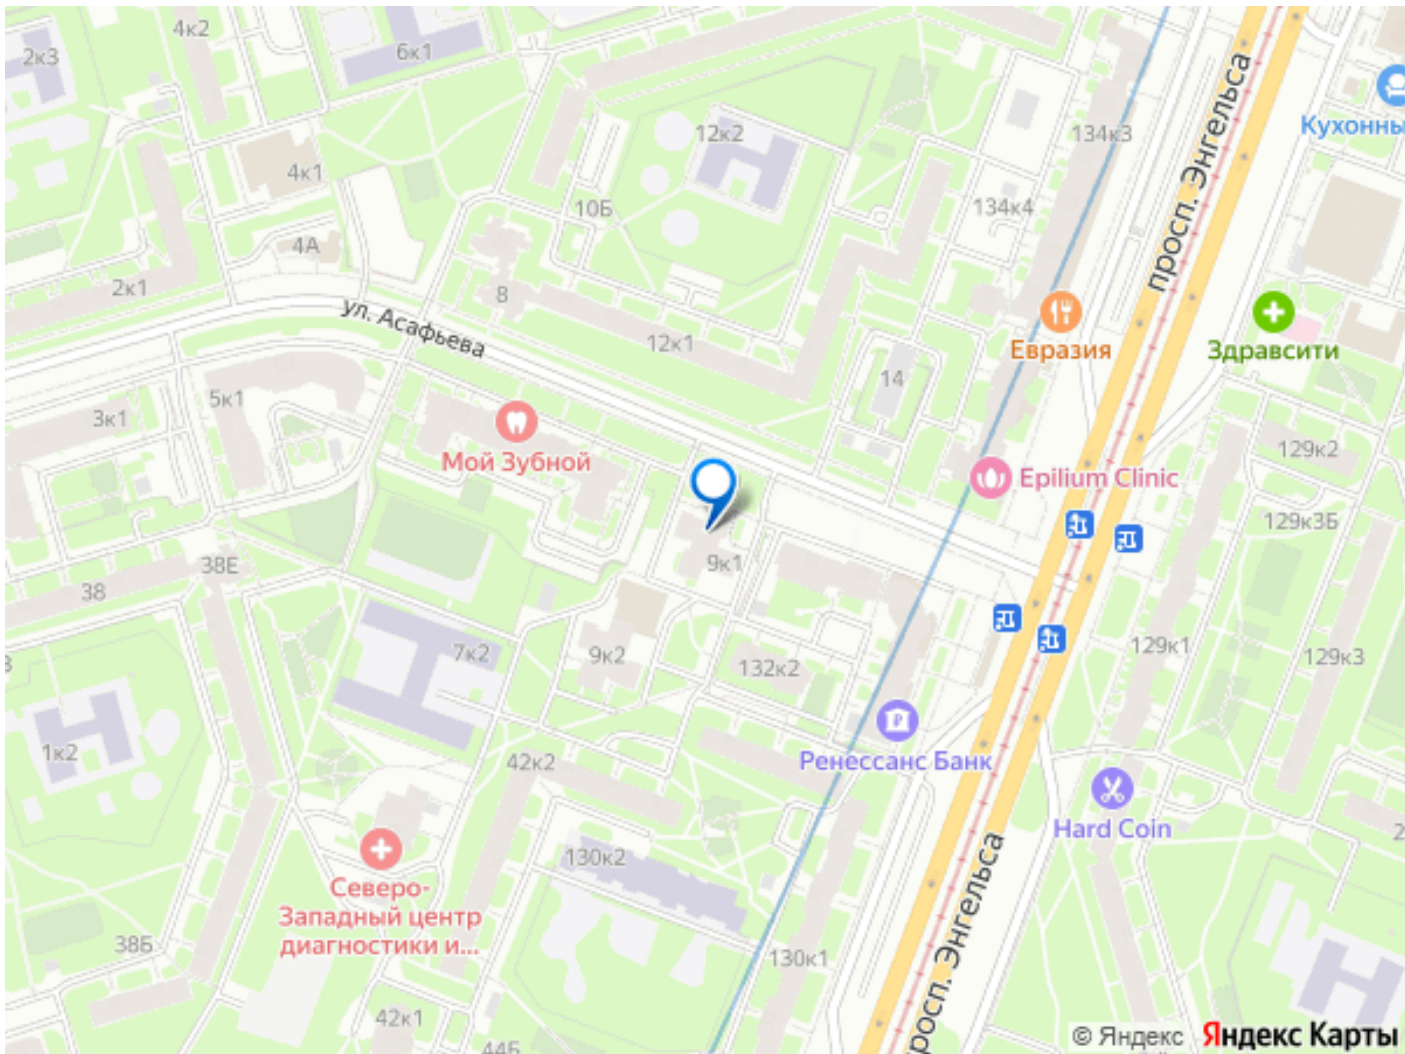 4к2
6к1
2к3
просп. Энгельса
Кухонны
12к2
134к3
4к1
10Б
134к4
4А
2к1
8
ул. Асафьева
12к1
Евразия
Здравсити
14
5к1
3к1
Мой Зубной
Epilium Clinic
129к2
129к3Б
9к1
38Е
38
7к2
9к2
132к2
129к1
129к3
1к2
42к2
Ренессанс Банк
Hard Coin
130к2
Северо-
Западный центр
диагностики и...
просп. Энгельса
38Б
130к1
42к1
44Б
© Яндекс Яндекс Карты